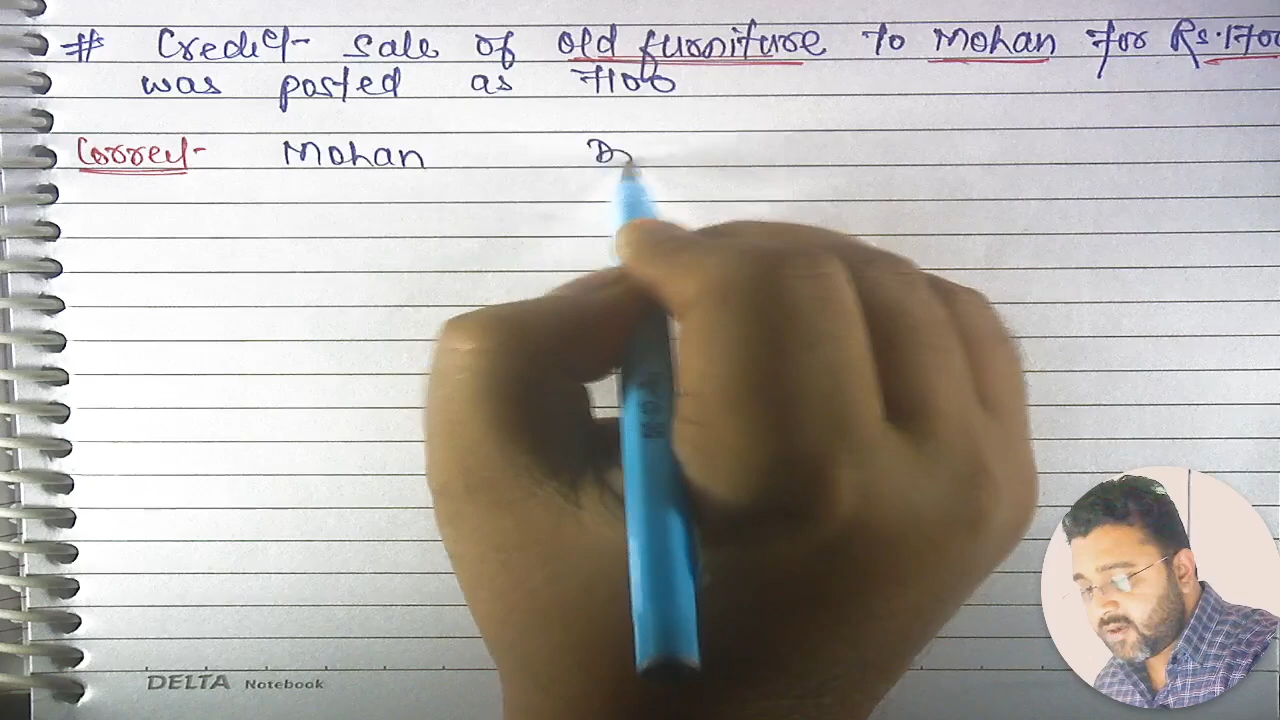 # Credit sale of old furniture to Mohan for Rs.1700
was posted as 7100
Correct Mohan Dr
DELTA Notebook